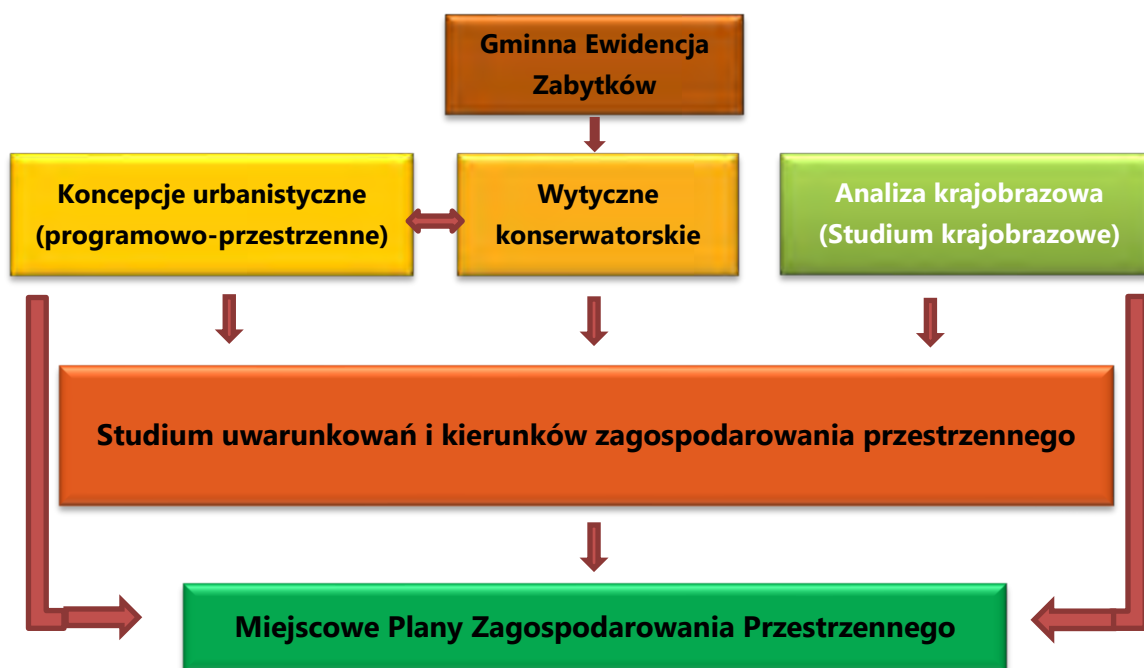 Gminna Ewidencja
Zabytków
Koncepcje urbanistyczne
(programowo-przestrzenne)
Wytyczne
konserwatorskie
Analiza krajobrazowa
(Studium krajobrazowe)
Studium uwarunkowań i kierunków zagospodarowania przestrzennego
Miejscowe Plany Zagospodarowania Przestrzennego